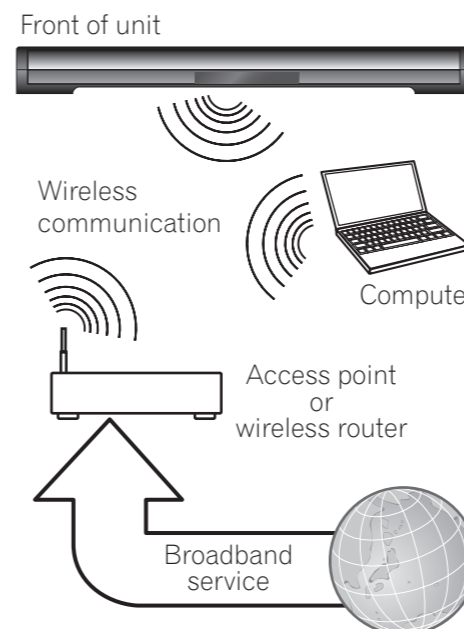 Front of unit
Wireless
communication
Compute
Access point
or
wireless router
Broadband
service